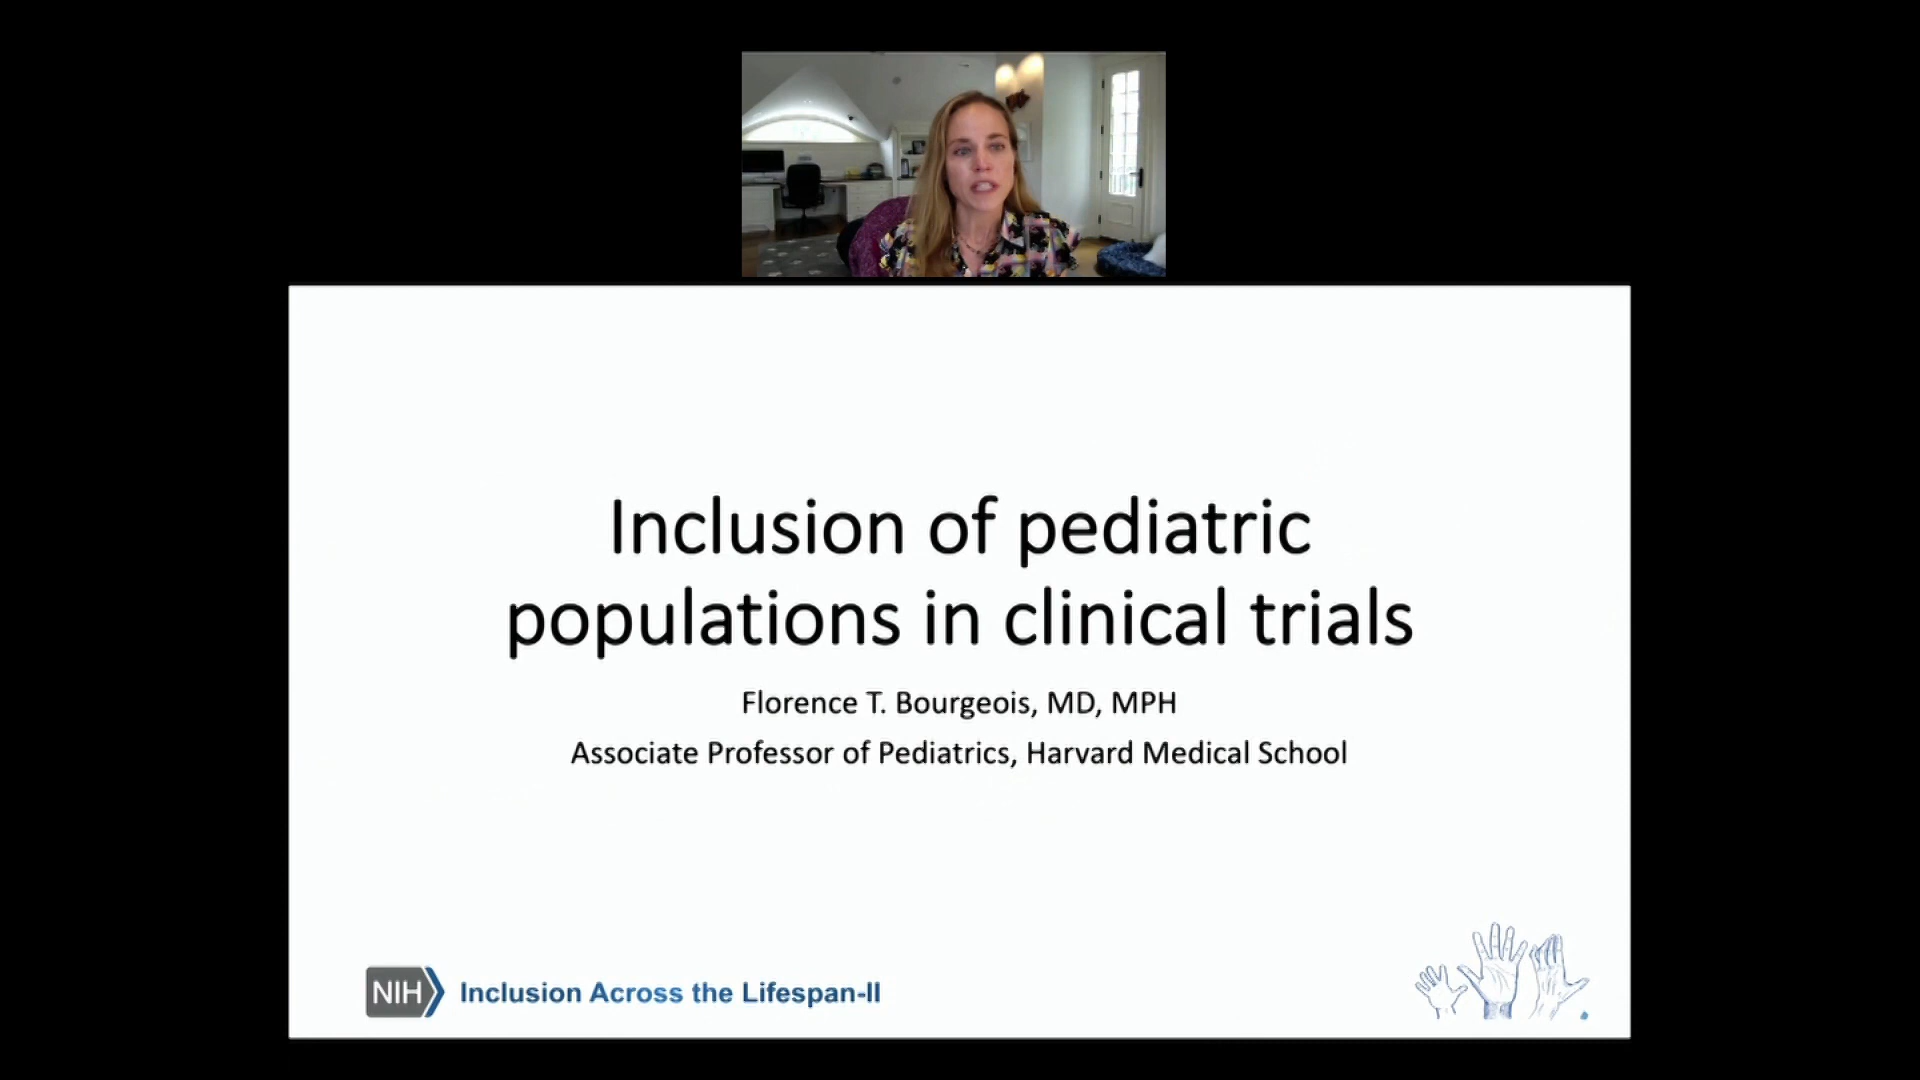 Inclusion of pediatric
populations in clinical trials
Florence T. Bourgeois, MD, MPH
Associate Professor of Pediatrics, Harvard Medical School
NIH Inclusion Across the Lifespan-II